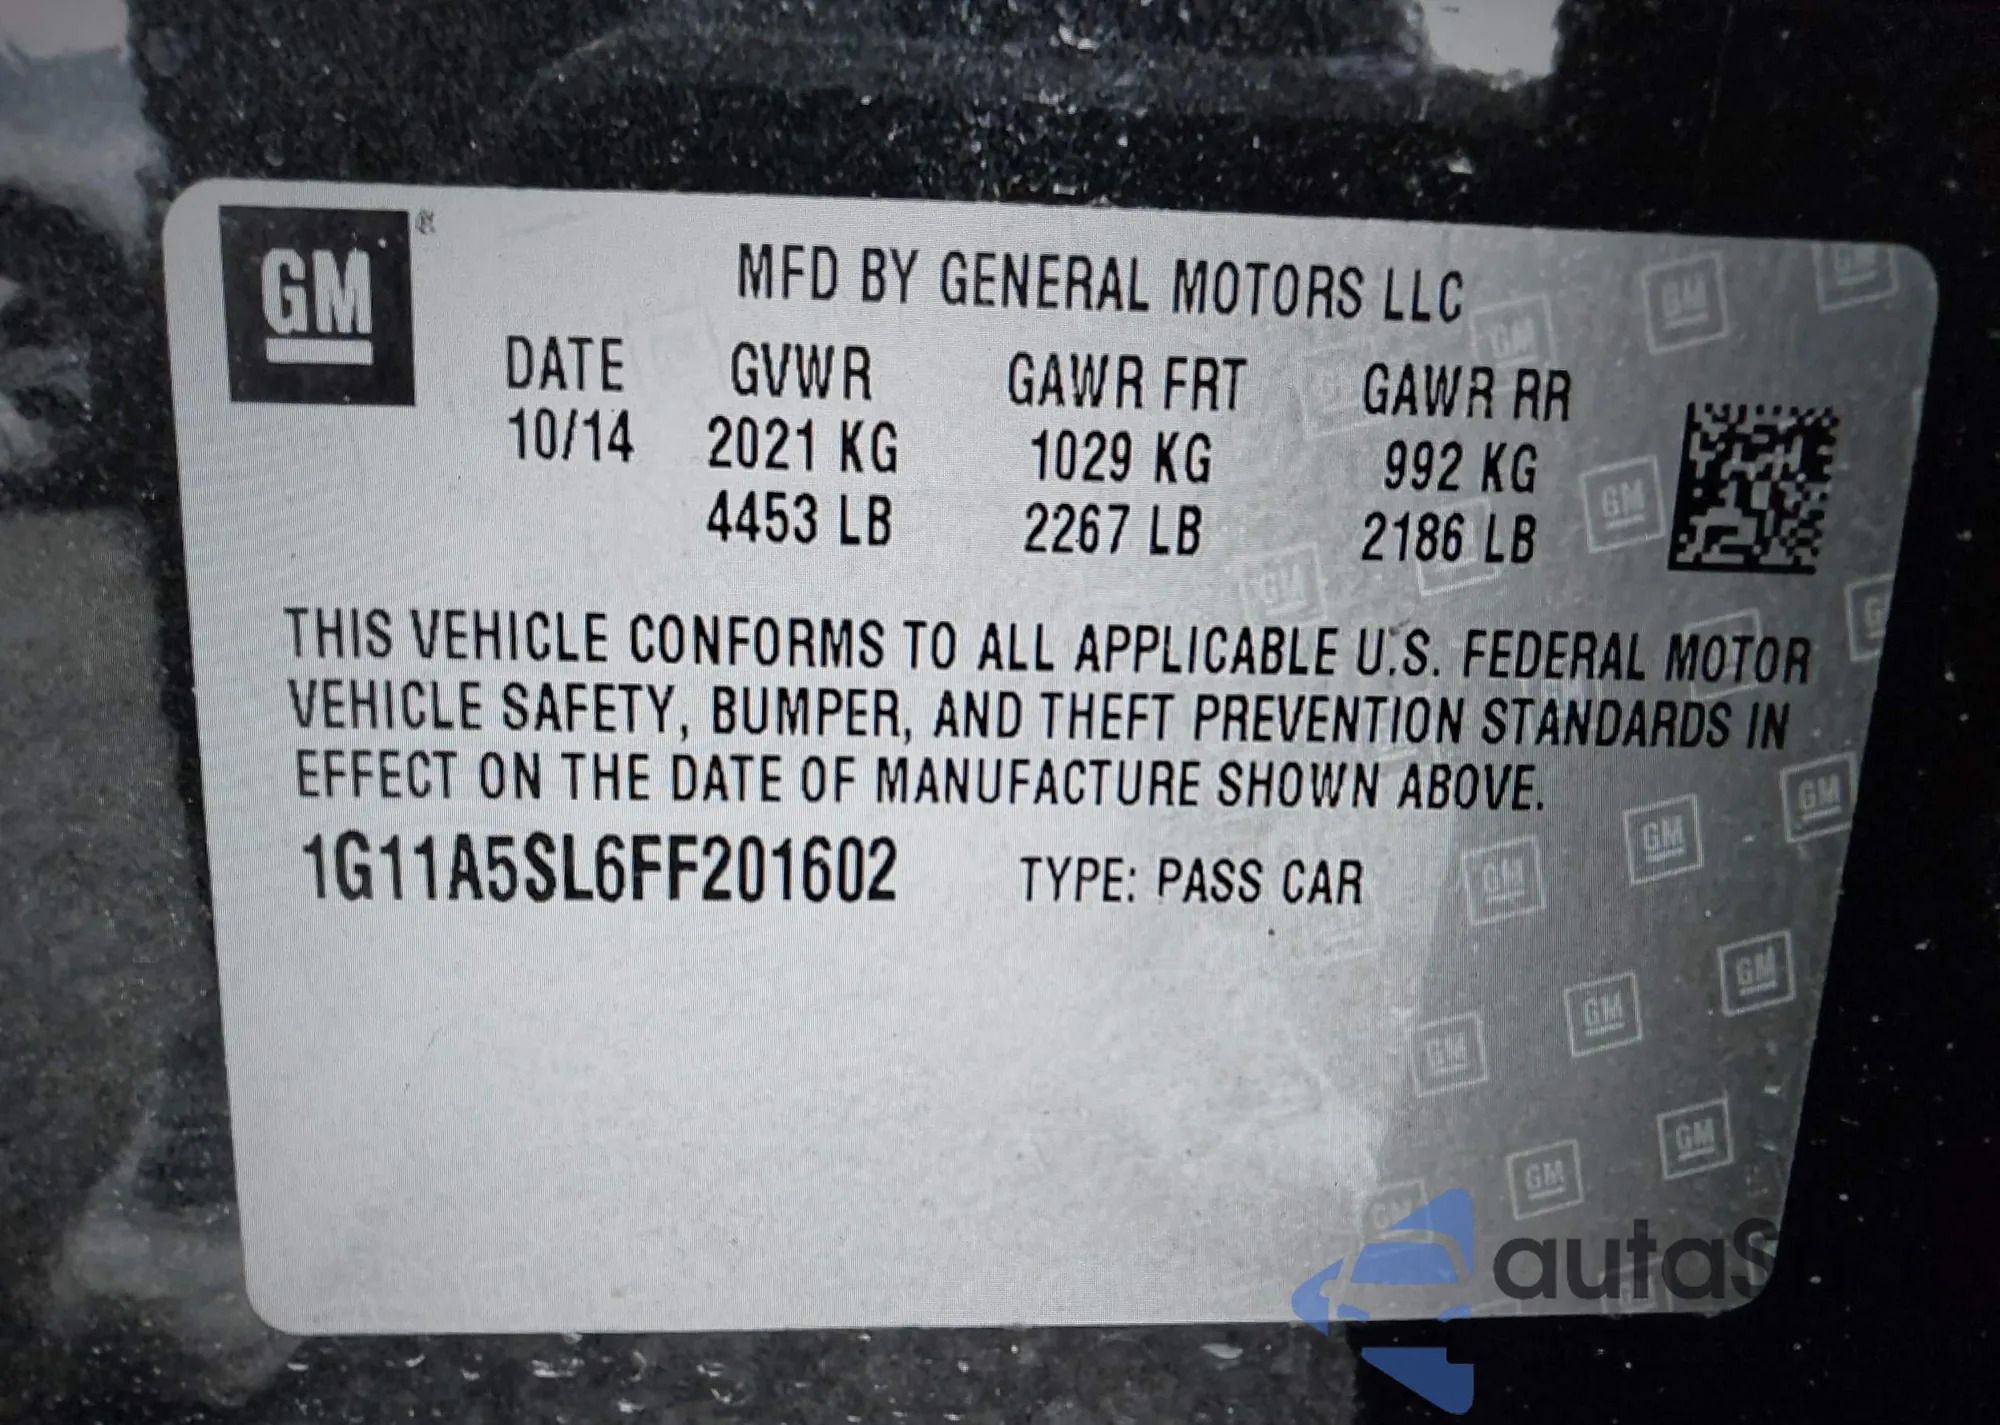 GM
MFD BY GENERAL MOTORS LLC
DATE GVWR GAWR FRT GAWR RR
10/14 2021 KG 1029 KG 992 KG
4453 LB 2267 LB 2186 LB
THIS VEHICLE CONFORMS TO ALL APPLICABLE U.S. FEDERAL MOTOR
VEHICLE SAFETY, BUMPER, AND THEFT PREVENTION STANDARDS IN
EFFECT ON THE DATE OF MANUFACTURE SHOWN ABOVE.
1G11A5SL6FF201602 TYPE: PASS CAR